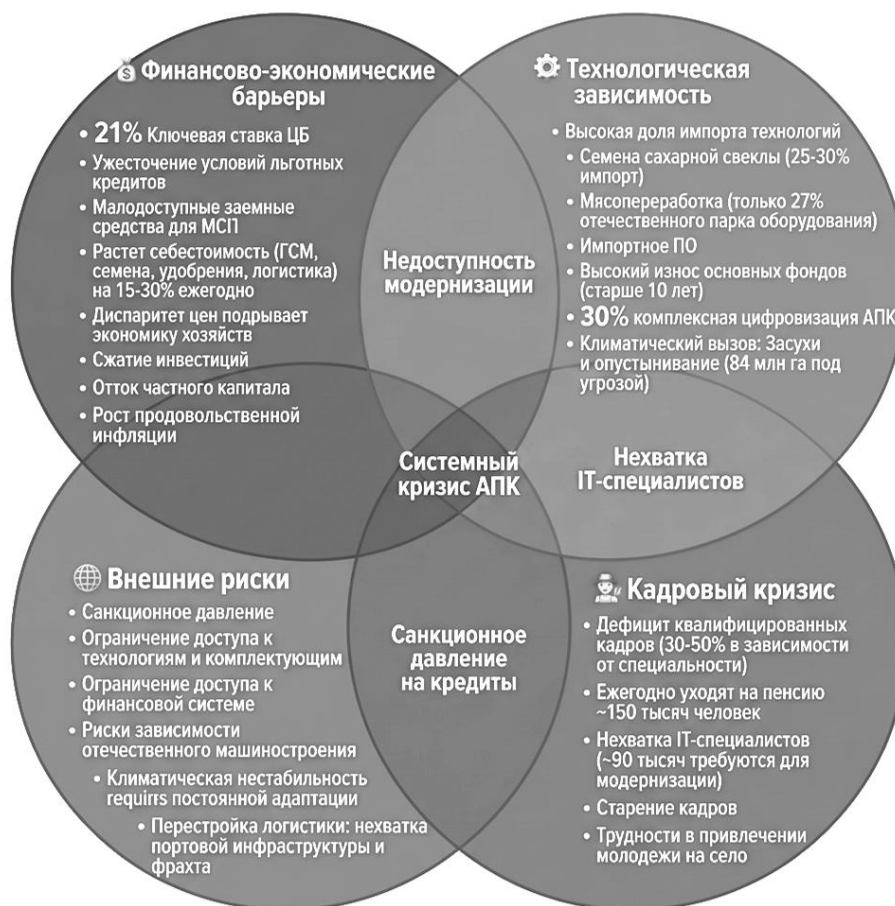 Финансово-экономические
барьеры
• 21% Ключевая ставка ЦБ
• Ужесточение условий льготных
кредитов
• Малодоступные заемные
средства для МСП
• Растет себестоимость (ГСМ,
семена, удобрения, логистика)
на 15-30% ежегодно
• Диспаритет цен подрывает
экономику хозяйств
• Сжатие инвестиций
• Отток частного капитала
• Рост продовольственной
инфляции
Недоступность
модернизации
Технологическая
зависимость
• Высокая доля импорта технологий
• Семена сахарной свеклы (25-30%
импорт)
• Мясопереработка (только 27%
отечественного парка оборудования)
• Импортное ПО
• Высокий износ основных фондов
(старше 10 лет)
• 30% комплексная цифровизация АПК
• Климатический вызов: Засухи
и опустынивание (84 млн га под
угрозой)
Системный
кризис АПК
Нехватка
IT-специалистов
Внешние риски
• Санкционное давление
• Ограничение доступа к
технологиям и комплектующим
• Ограничение доступа к
финансовой системе
• Риски зависимости
отечественного машиностроения
• Климатическая нестабильность
requirs постоянной адаптации
• Перестройка логистики: нехватка
портовой инфраструктуры и
фрахта
Санкционное
давление
на кредиты
Кадровый кризис
• Дефицит квалифицированных
кадров (30-50% в зависимости
от специальности)
• Ежегодно уходят на пенсию
~150 тысяч человек
• Нехватка IT-специалистов
(~90 тысяч требуются для
модернизации)
• Старение кадров
• Трудности в привлечении
молодежи на село